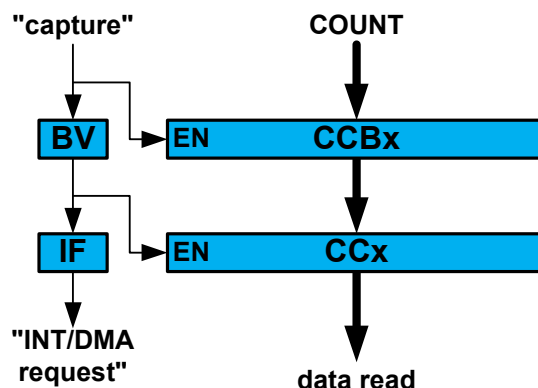 "capture"
COUNT
BV
EN
CCBx
IF
EN
CCx
"INT/DMA
request"
data read